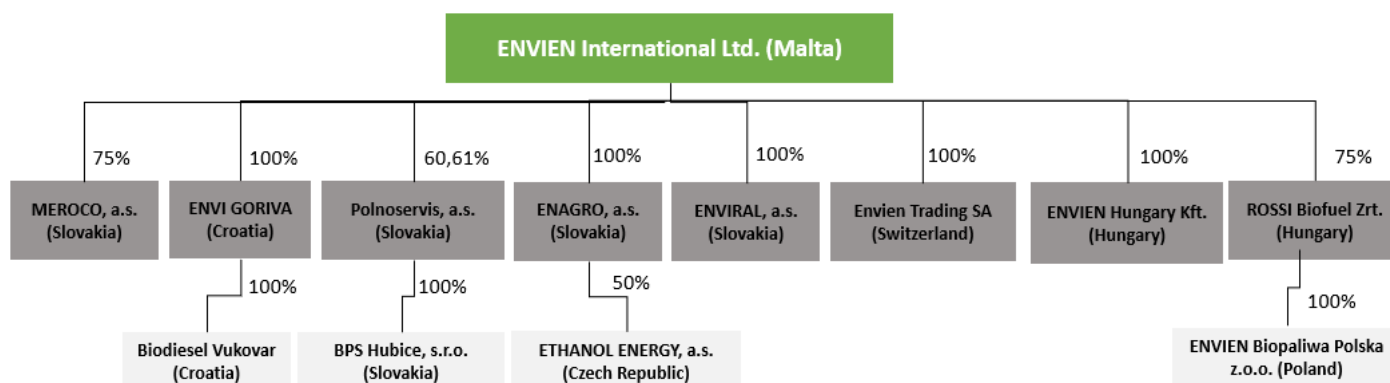 ENVIEN International Ltd. (Malta)
75%
100%
60,61%
100%
100%
100%
100%
75%
MEROCO, a.s.
(Slovakia)
ENVI GORIVA
(Croatia)
Polnoservis, a.s.
(Slovakia)
ENAGRO, a.s.
(Slovakia)
ENVIRAL, a.s.
(Slovakia)
Envien Trading SA
(Switzerland)
ENVIEN Hungary Kft.
(Hungary)
ROSSI Biofuel Zrt.
(Hungary)
100%
100%
50%
100%
Biodiesel Vukovar
(Croatia)
BPS Hubice, s.r.o.
(Slovakia)
ETHANOL ENERGY, a.s.
(Czech Republic)
ENVIEN Biopaliwa Polska
z.o.o. (Poland)